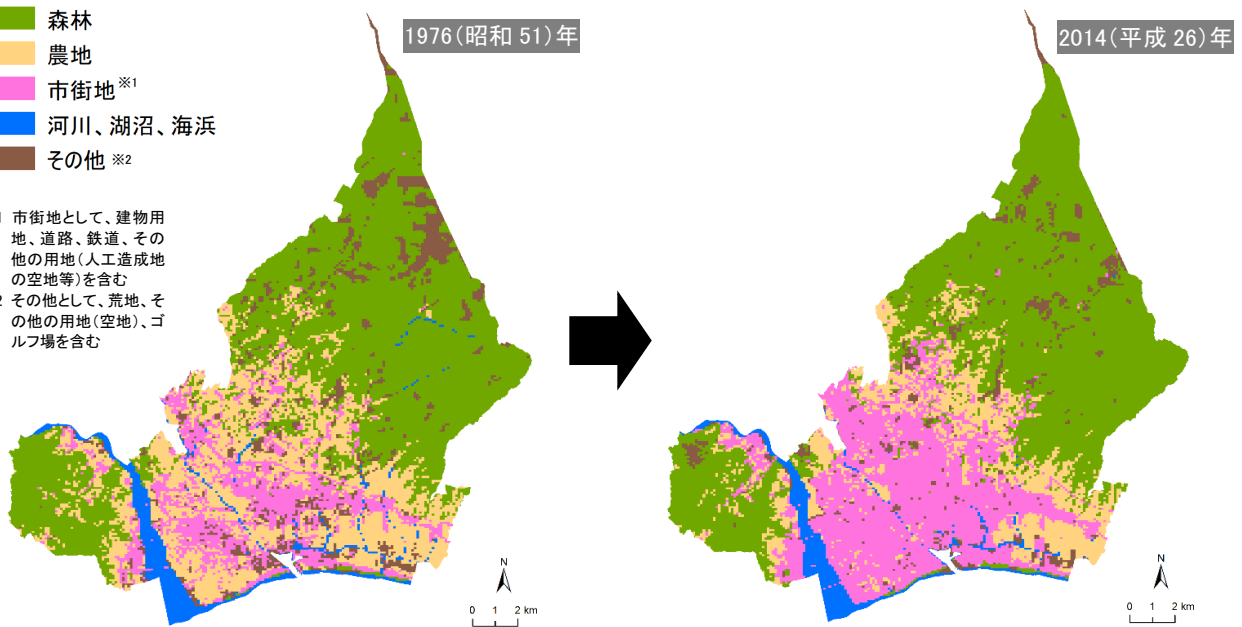 森林
農地
市街地※1
河川、湖沼、海浜
その他 ※2
市街地として、建物用
地、道路、鉄道、その
他の用地(人工造成地
の空地等)を含む
2 その他として、荒地、そ
の他の用地(空地)、ゴ
ルフ場を含む
1976(昭和 51)年
2014(平成 26)年
N
0 1 2 km
N
0 1 2 km